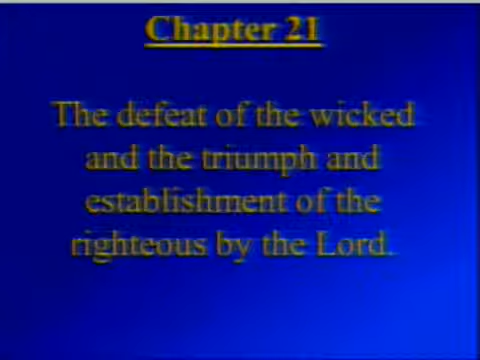 Chapter 21
The defeat of the wicked
and the triumph and
establishment of the
righteous by the Lord.